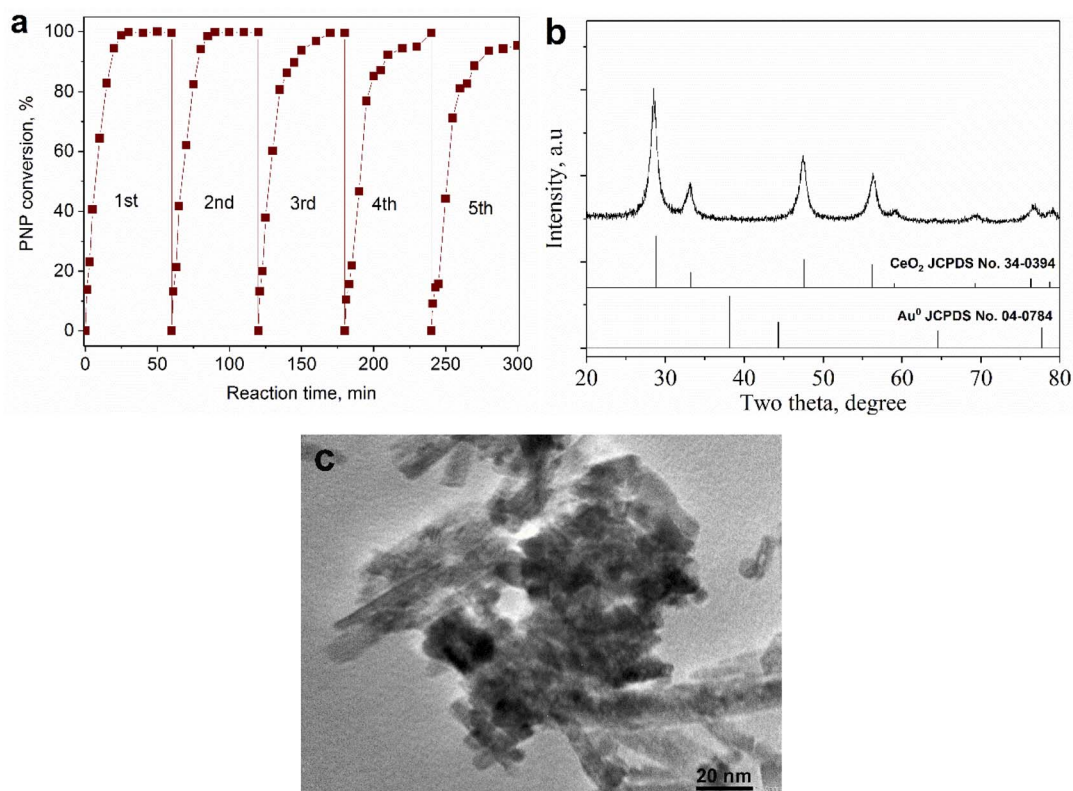 a
PNP conversion, %
100
80
60
40
20
0
1st 2nd 3rd 4th 5th
0 50 100 150 200 250 300
Reaction time, min
b
Intensity, a.u
CeO₂ JCPDS No. 34-0394
Au⁰ JCPDS No. 04-0784
20 30 40 50 60 70 80
Two theta, degree
c
20 nm